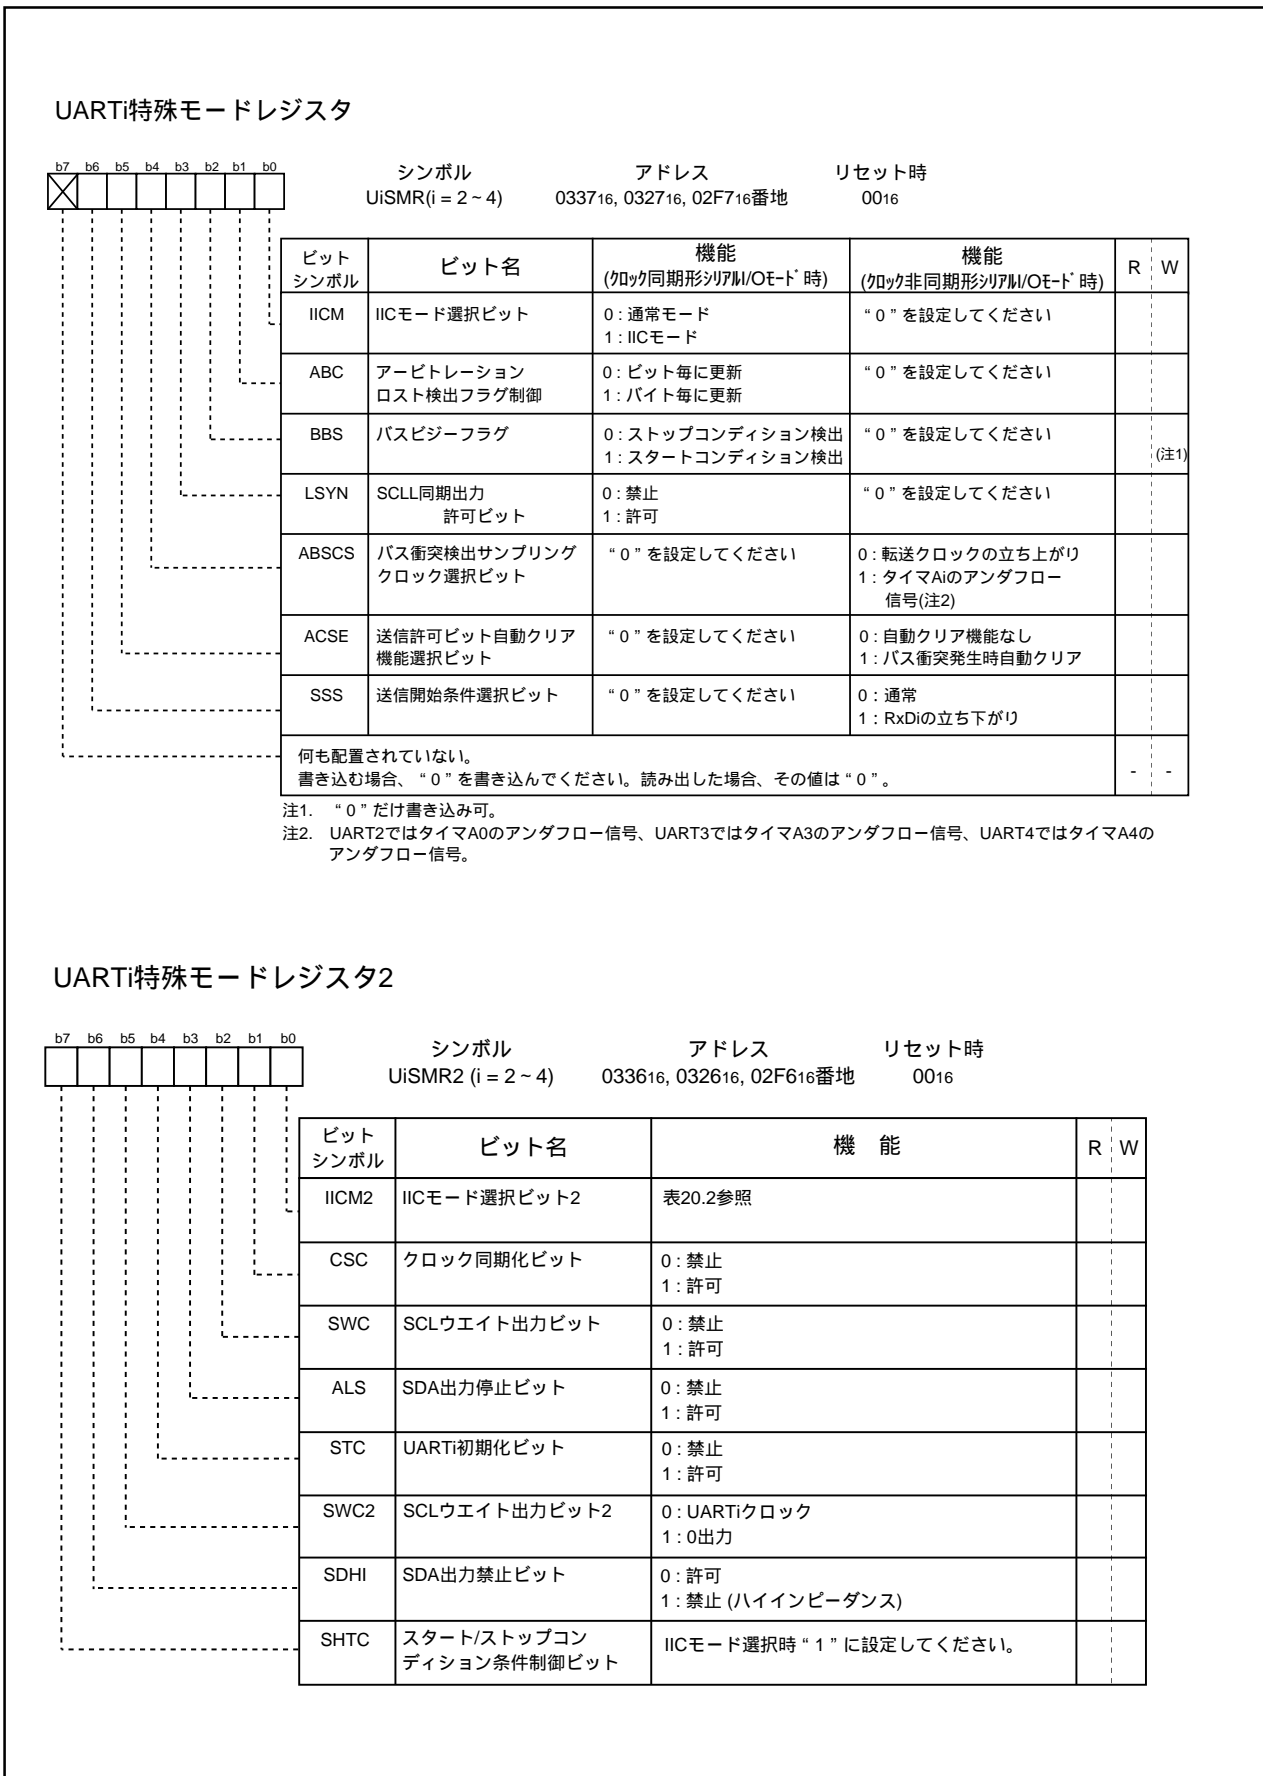 UARTi特殊モードレジスタ
b7 b6 b5 b4 b3 b2 b1 b0
シンボル アドレス リセット時
UiSMR(i = 2 ~ 4) 033716, 032716, 02F716番地 0016
ビット
シンボル
ビット名
機能
(クロック同期形シリアルI/Oモード時)
機能
(クロック非同期形シリアルI/Oモード時)
R W
IICM IICモード選択ビット
0 : 通常モード
1 : IICモード
“ 0 ” を設定してください
ABC アービトレーション
ロスト検出フラグ制御
0 : ビット毎に更新
1 : バイト毎に更新
“ 0 ” を設定してください
BBS バスビジーフラグ
0 : ストップコンディション検出
1 : スタートコンディション検出
“ 0 ” を設定してください
(注1)
LSYN SCLL同期出力
許可ビット
0 : 禁止
1 : 許可
“ 0 ” を設定してください
ABSCS バス衝突検出サンプリング
クロック選択ビット
“ 0 ” を設定してください
0 : 転送クロックの立ち上がり
1 : タイマAiのアンダフロー
信号(注2)
ACSE 送信許可ビット自動クリア
機能選択ビット
“ 0 ” を設定してください
0 : 自動クリア機能なし
1 : バス衝突発生時自動クリア
SSS 送信開始条件選択ビット
“ 0 ” を設定してください
0 : 通常
1 : RxDiの立ち下がり
何も配置されていない。
書き込む場合、“ 0 ” を書き込んでください。読み出した場合、その値は “ 0 ” 。
- -
注1. “ 0 ” だけ書き込み可。
注2. UART2ではタイマA0のアンダフロー信号、UART3ではタイマA3のアンダフロー信号、UART4ではタイマA4の
アンダフロー信号。
UARTi特殊モードレジスタ2
b7 b6 b5 b4 b3 b2 b1 b0
シンボル アドレス リセット時
UiSMR2 (i = 2 ~ 4) 033616, 032616, 02F616番地 0016
ビット
シンボル
ビット名
機 能
R W
IICM2 IICモード選択ビット2 表20.2参照
CSC クロック同期化ビット
0 : 禁止
1 : 許可
SWC SCLウエイト出力ビット
0 : 禁止
1 : 許可
ALS SDA出力停止ビット
0 : 禁止
1 : 許可
STC UARTi初期化ビット
0 : 禁止
1 : 許可
SWC2 SCLウエイト出力ビット2
0 : UARTiクロック
1 : 0出力
SDHI SDA出力禁止ビット
0 : 許可
1 : 禁止 (ハイインピーダンス)
SHTC スタート/ストップコン
ディション条件制御ビット
IICモード選択時 “ 1 ” に設定してください。